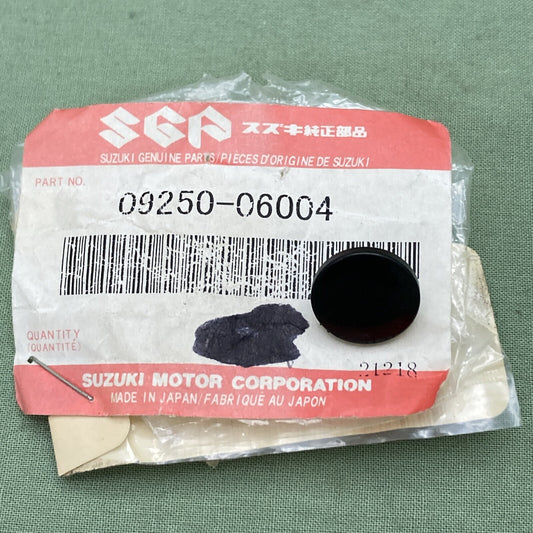 SGP スズキ純正部品
SUZUKI GENUINE PARTS/PIÈCES D'ORIGINE DE SUZUKI
PART NO.
09250-06004
QUANTITY
(QUANTITÉ)
21218
SUZUKI MOTOR CORPORATION
MADE IN JAPAN/FABRIQUÉ AU JAPON